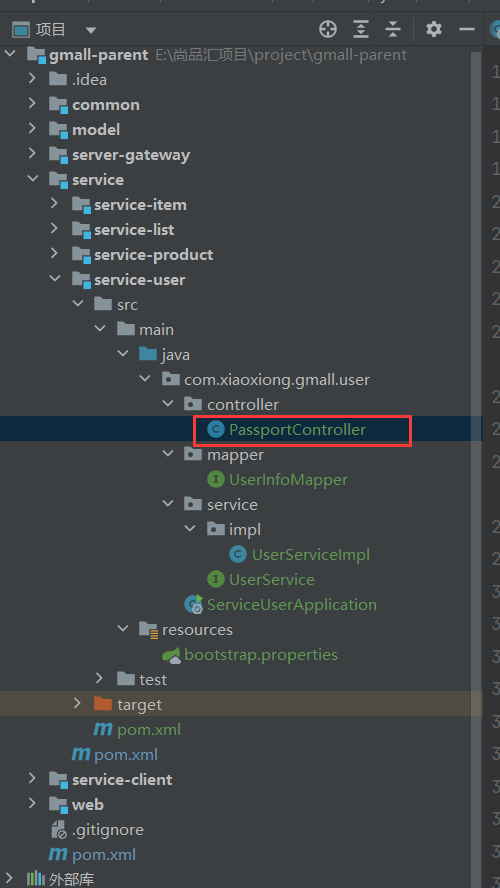 项目
gmall-parent E:\尚品汇项目\project\gmall-parent
.idea
common
model
server-gateway
service
service-item
service-list
service-product
service-user
src
main
java
com.xiaoxiong.gmall.user
controller
PassportController
mapper
UserInfoMapper
service
impl
UserServiceImpl
UserService
ServiceUserApplication
resources
bootstrap.properties
test
target
pom.xml
pom.xml
service-client
web
.gitignore
pom.xml
外部库